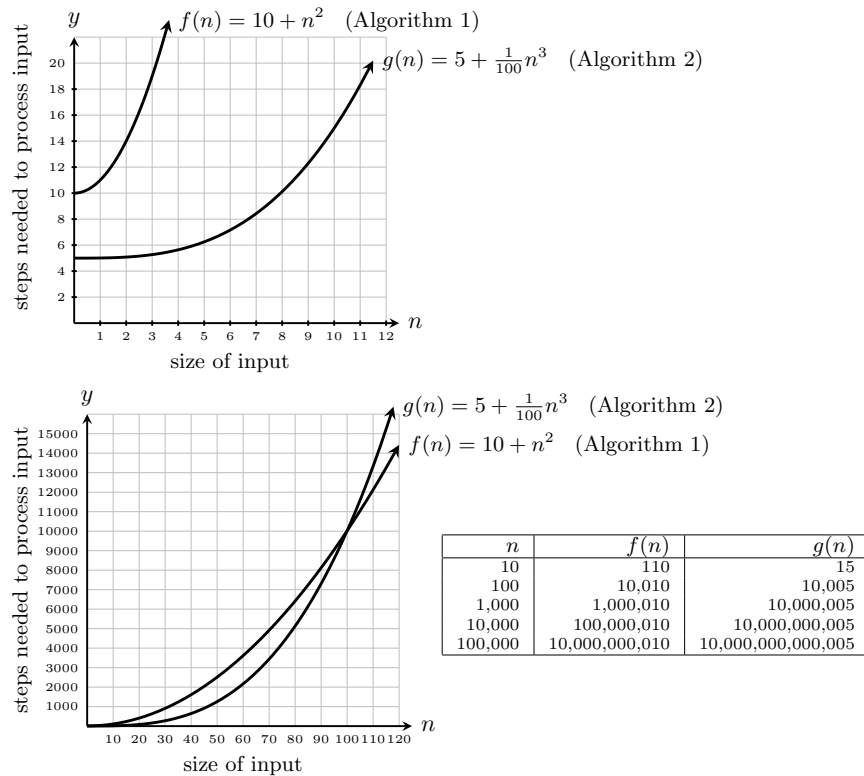 y
f(n) = 10 + n² (Algorithm 1)
g(n) = 5 + 1/100 n³ (Algorithm 2)
steps needed to process input
20
18
16
14
12
10
8
6
4
2
1 2 3 4 5 6 7 8 9 10 11 12
n
size of input
y
g(n) = 5 + 1/100 n³ (Algorithm 2)
f(n) = 10 + n² (Algorithm 1)
steps needed to process input
15000
14000
13000
12000
11000
10000
9000
8000
7000
6000
5000
4000
3000
2000
1000
10 20 30 40 50 60 70 80 90 100 110 120
n
size of input
n f(n) g(n)
10 110 15
100 10,010 10,005
1,000 1,000,010 10,000,005
10,000 100,000,010 10,000,000,005
100,000 10,000,000,010 10,000,000,000,005